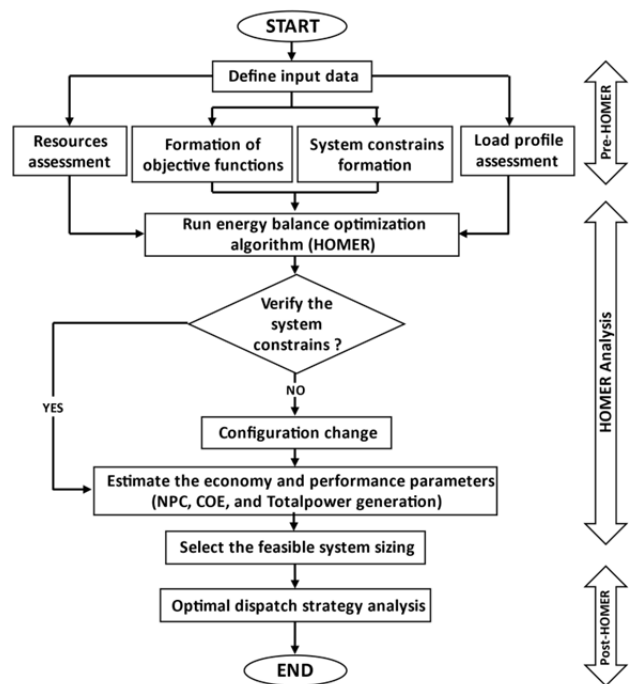 START
Define input data
Resources
assessment
Formation of
objective functions
System constrains
formation
Load profile
assessment
Pre-HOMER
Run energy balance optimization
algorithm (HOMER)
Verify the
system
constrains ?
YES
NO
Configuration change
Estimate the economy and performance parameters
(NPC, COE, and Totalpower generation)
Select the feasible system sizing
HOMER Analysis
Optimal dispatch strategy analysis
END
Post-HOMER